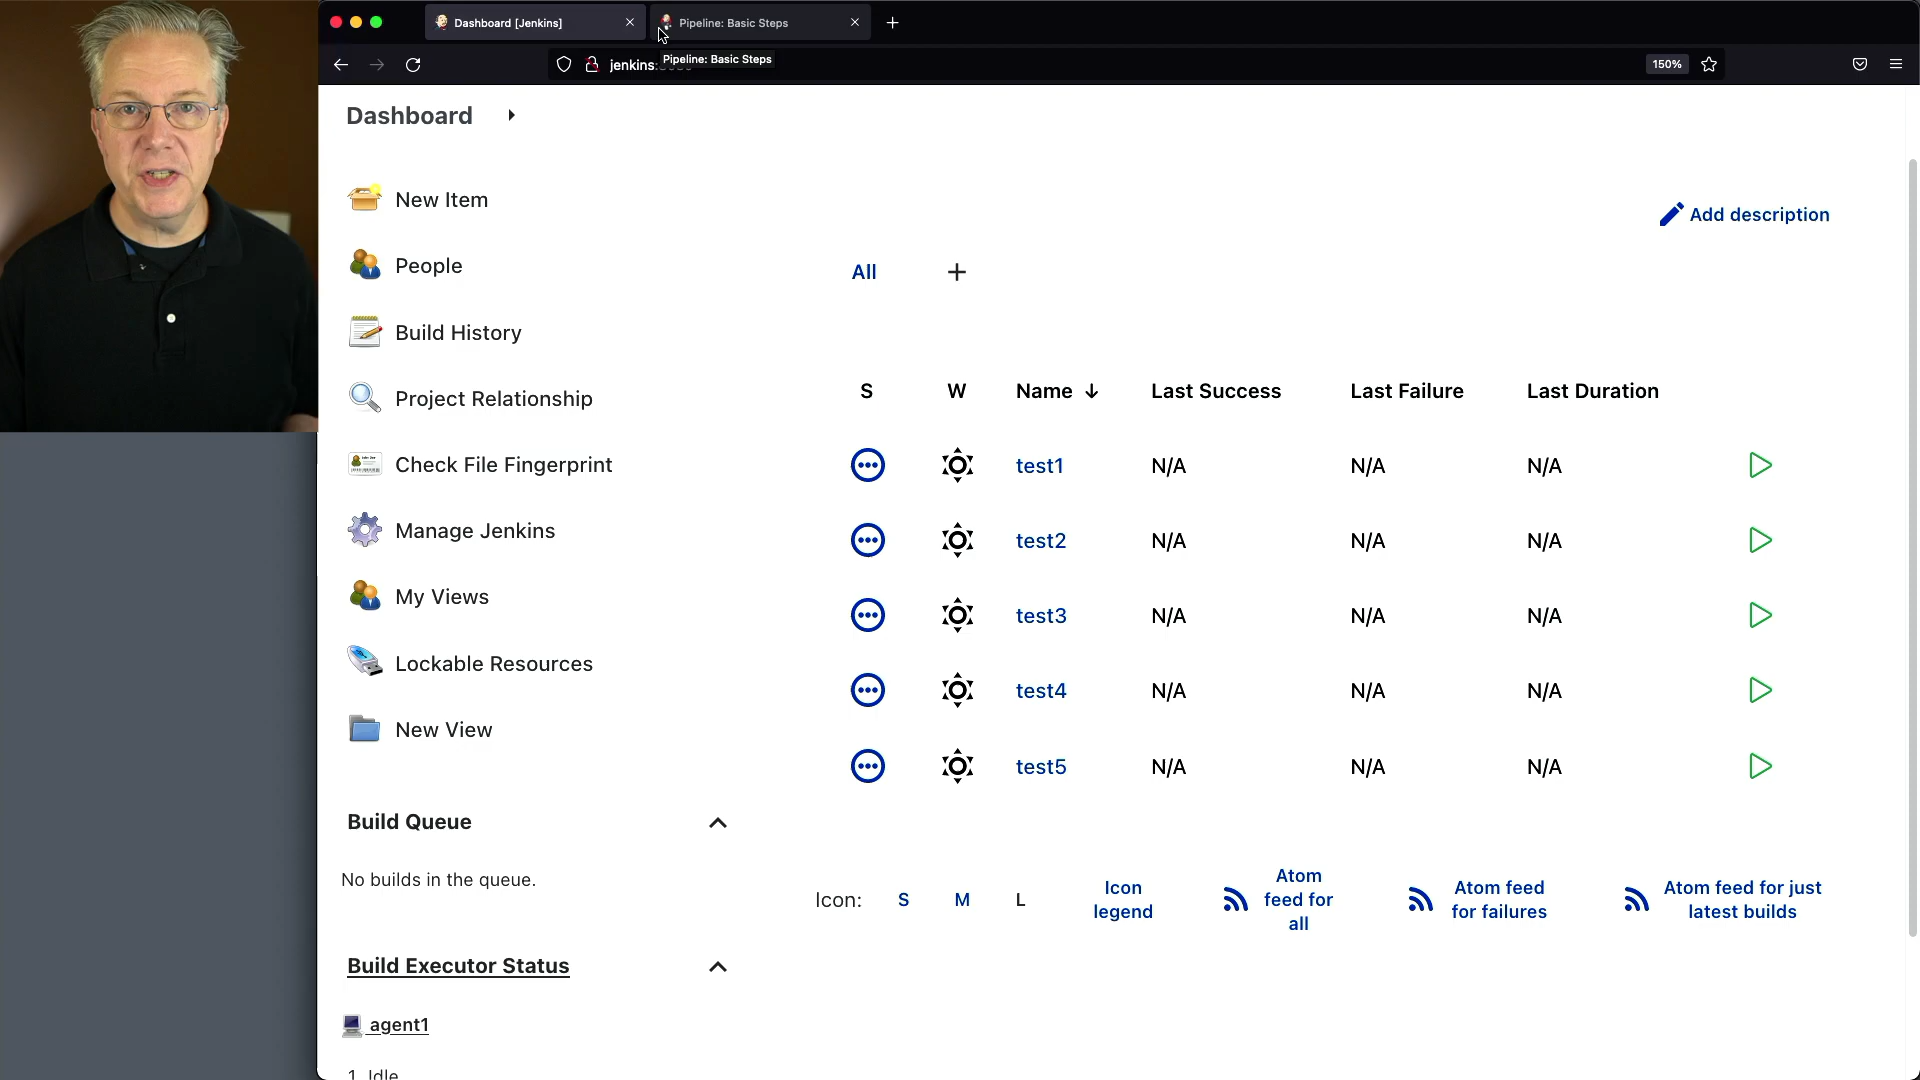 Dashboard [Jenkins]
Pipeline: Basic Steps
jenkins:
Pipeline: Basic Steps
150%
Dashboard
New Item
People
Build History
Project Relationship
Check File Fingerprint
Manage Jenkins
My Views
Lockable Resources
New View
Build Queue
No builds in the queue.
Build Executor Status
agent1
1 Idle
Add description
All +
S W Name ↓ Last Success Last Failure Last Duration
test1 N/A N/A N/A
test2 N/A N/A N/A
test3 N/A N/A N/A
test4 N/A N/A N/A
test5 N/A N/A N/A
Icon: S M L
Icon
legend
Atom
feed for
all
Atom feed
for failures
Atom feed for just
latest builds